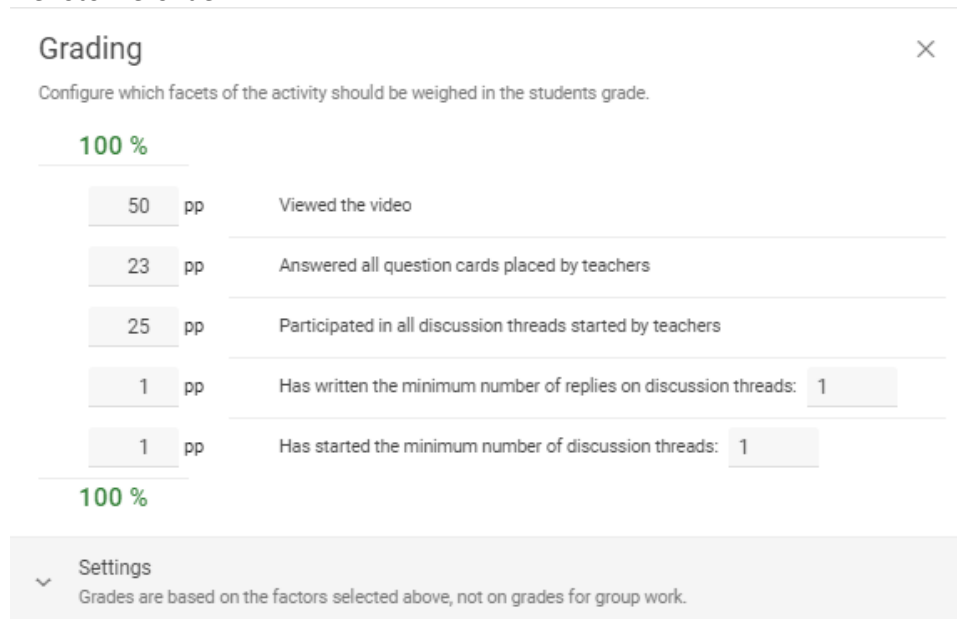 Grading
Configure which facets of the activity should be weighed in the students grade.
100 %
50 pp Viewed the video
23 pp Answered all question cards placed by teachers
25 pp Participated in all discussion threads started by teachers
1 pp Has written the minimum number of replies on discussion threads: 1
1 pp Has started the minimum number of discussion threads: 1
100 %
Settings
Grades are based on the factors selected above, not on grades for group work.